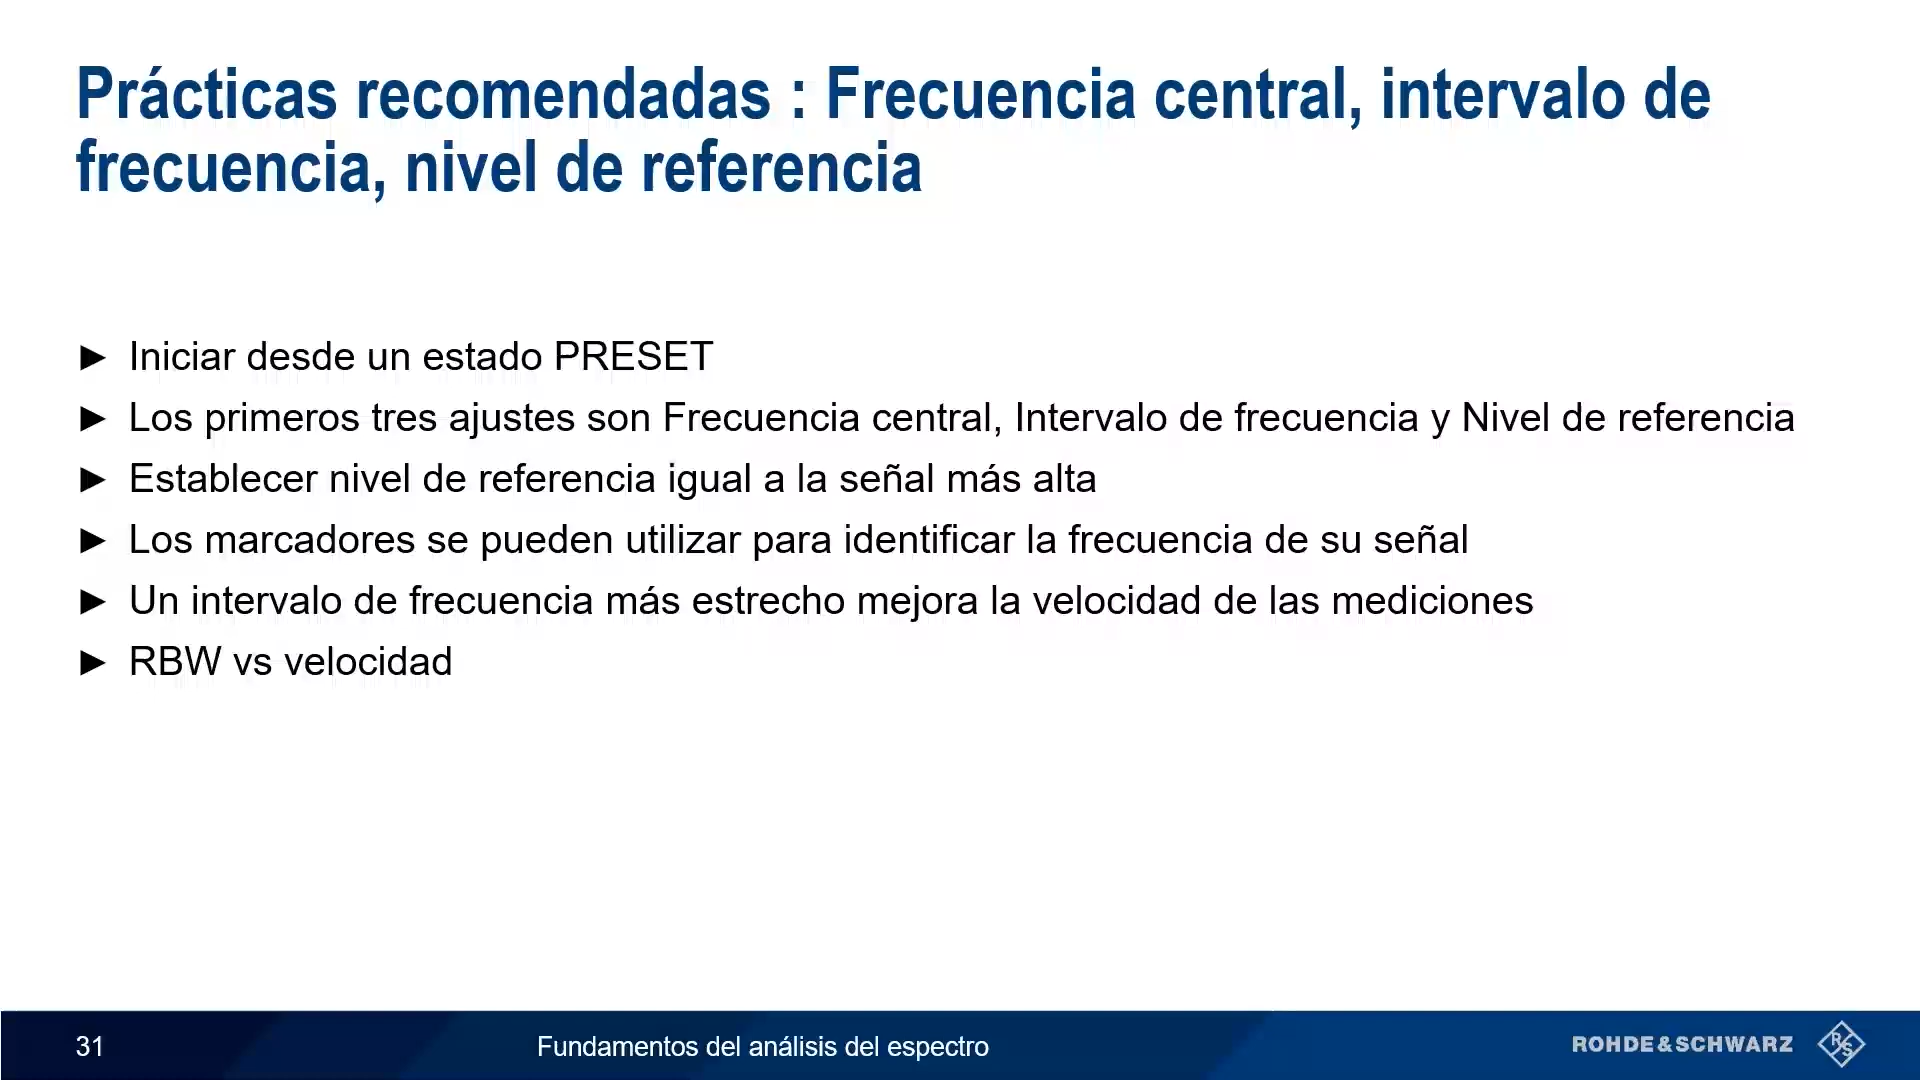 Prácticas recomendadas : Frecuencia central, intervalo de
frecuencia, nivel de referencia
► Iniciar desde un estado PRESET
► Los primeros tres ajustes son Frecuencia central, Intervalo de frecuencia y Nivel de referencia
► Establecer nivel de referencia igual a la señal más alta
► Los marcadores se pueden utilizar para identificar la frecuencia de su señal
► Un intervalo de frecuencia más estrecho mejora la velocidad de las mediciones
► RBW vs velocidad
31
Fundamentos del análisis del espectro
ROHDE&SCHWARZ
R S